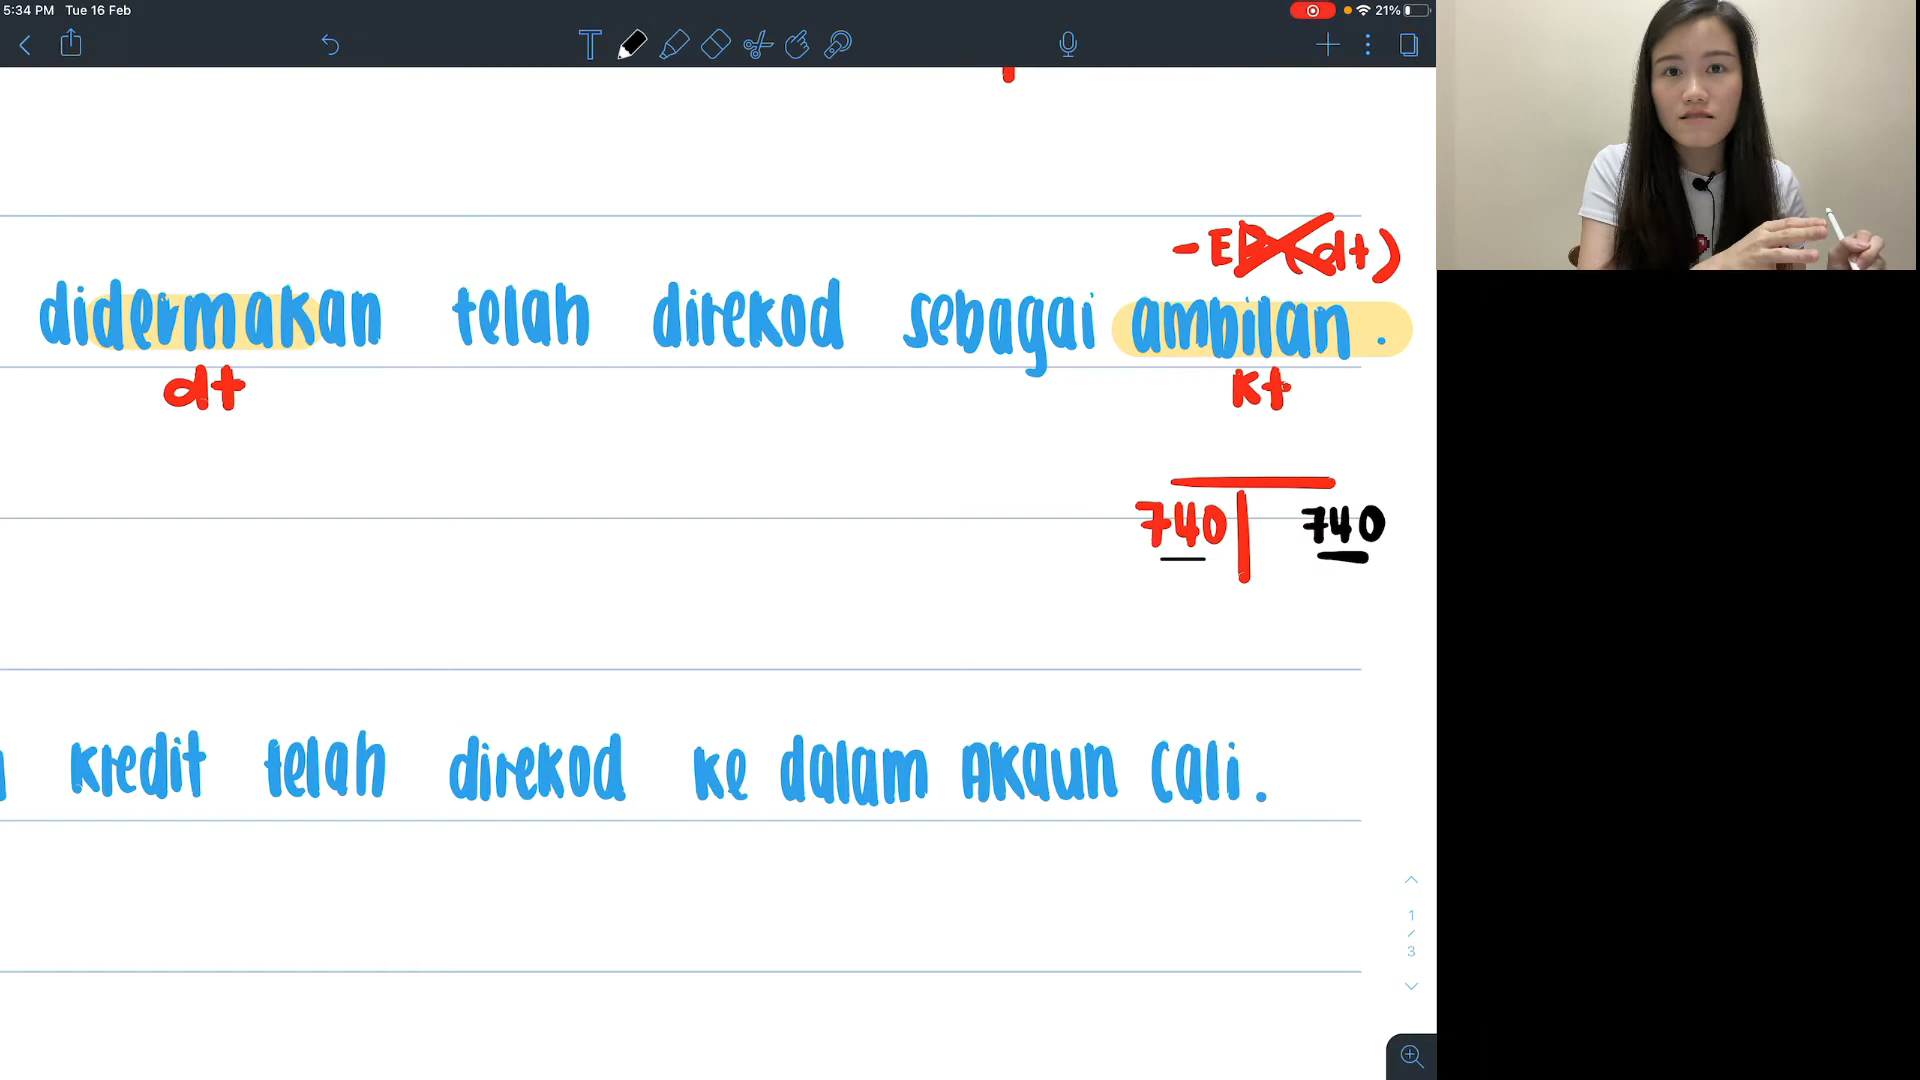 5:34 PM Tue 16 Feb
21%
T
- EP (dt)
didermakan telah direkod sebagai ambilan .
dt kt
740 740
kredit telah direkod ke dalam Akaun Cali .
1
/
3